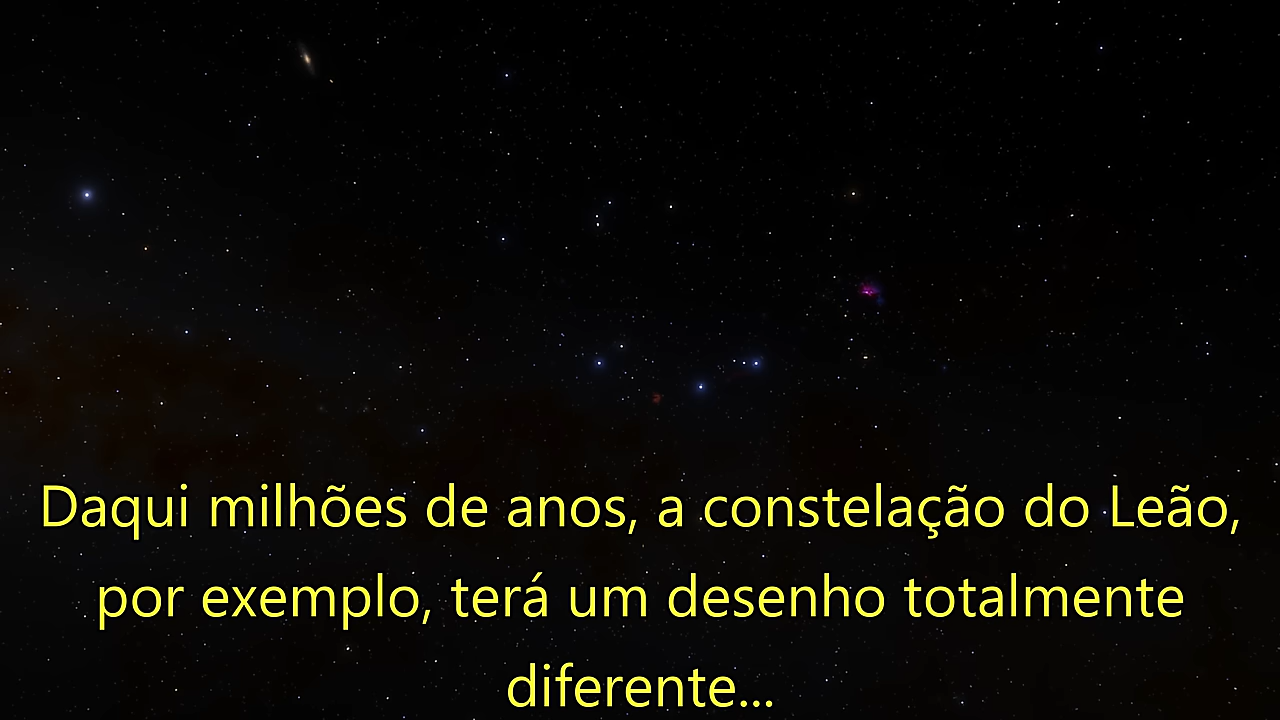 Daqui milhões de anos, a constelação do Leão,
por exemplo, terá um desenho totalmente
diferente...